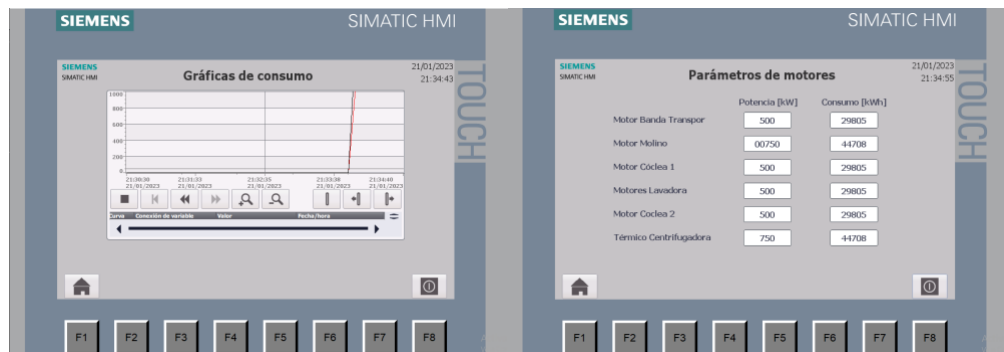 SIEMENS
SIMATIC HMI
TOUCH
SIEMENS
SIMATIC HMI
Gráficas de consumo
21/01/2023
21:34:43
1000
800
600
400
200
0
21:30:30 21:31:33 21:32:35 21:33:38 21:34:40
21/01/2023 21/01/2023 21/01/2023 21/01/2023 21/01/2023
Curva Conexión de variable Valor Fecha/hora
F1 F2 F3 F4 F5 F6 F7 F8
SIEMENS
SIMATIC HMI
TOUCH
SIEMENS
SIMATIC HMI
Parámetros de motores
21/01/2023
21:34:55
Potencia [kW] Consumo [kWh]
Motor Banda Transpor 500 29805
Motor Molino 00750 44708
Motor Cóclea 1 500 29805
Motores Lavadora 500 29805
Motor Coclea 2 500 29805
Térmico Centrifugadora 750 44708
F1 F2 F3 F4 F5 F6 F7 F8